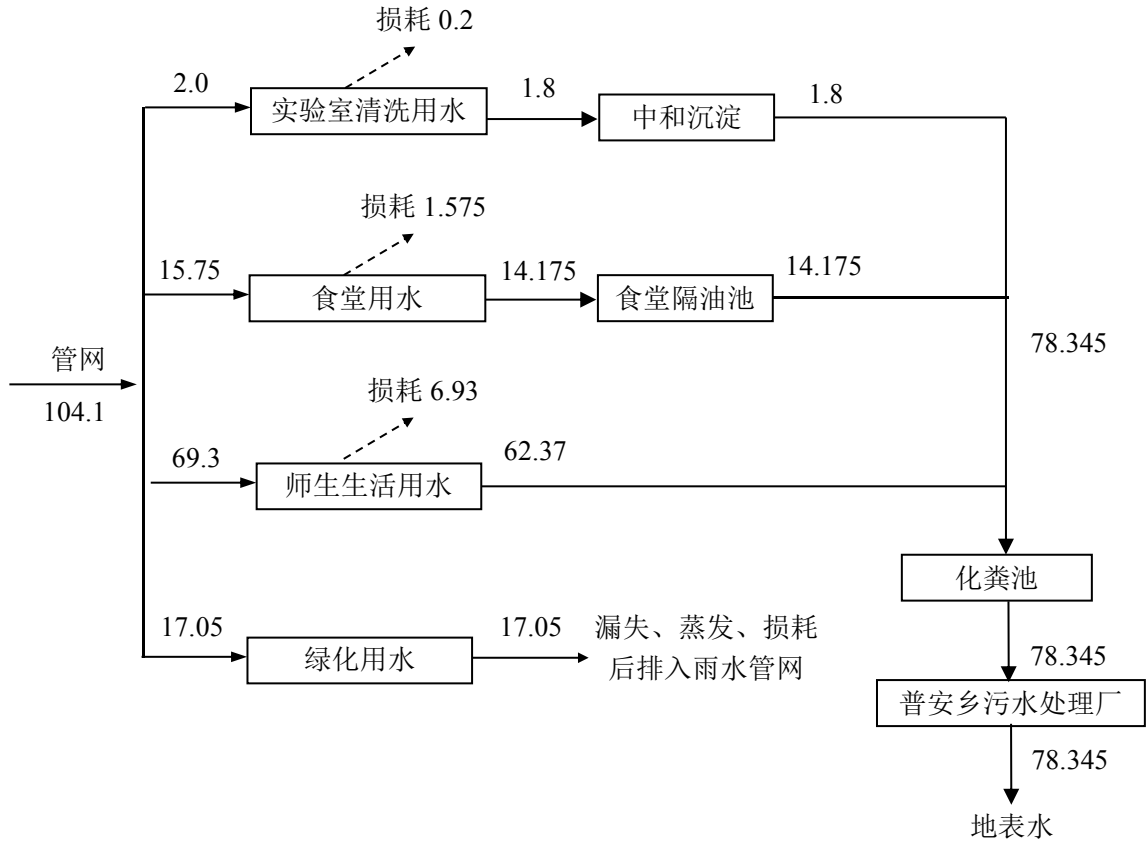 损耗 0.2
2.0
实验室清洗用水
1.8
中和沉淀
1.8
损耗 1.575
15.75
食堂用水
14.175
食堂隔油池
14.175
管网
104.1
78.345
损耗 6.93
69.3
师生生活用水
62.37
化粪池
17.05
绿化用水
17.05
漏失、蒸发、损耗
后排入雨水管网
78.345
普安乡污水处理厂
78.345
地表水